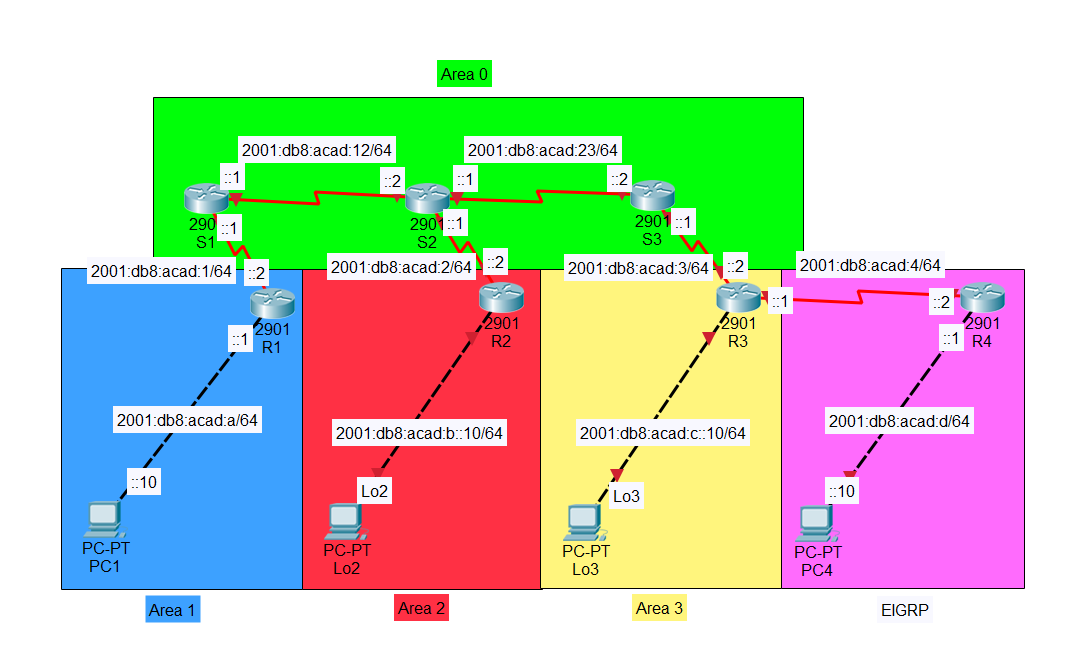 Area 0
2001:db8:acad:12/64
2001:db8:acad:23/64
::1
::2
::1
::2
290
S1
::1
290
S2
::1
2901
S3
::1
2001:db8:acad:1/64
::2
2001:db8:acad:2/64
::2
2001:db8:acad:3/64
::2
2001:db8:acad:4/64
::1
::2
2901
R1
::1
2901
R2
2901
R3
2901
R4
::1
2001:db8:acad:a/64
2001:db8:acad:b::10/64
2001:db8:acad:c::10/64
2001:db8:acad:d/64
::10
Lo2
Lo3
::10
PC-PT
PC1
PC-PT
Lo2
PC-PT
Lo3
PC-PT
PC4
Area 1
Area 2
Area 3
EIGRP